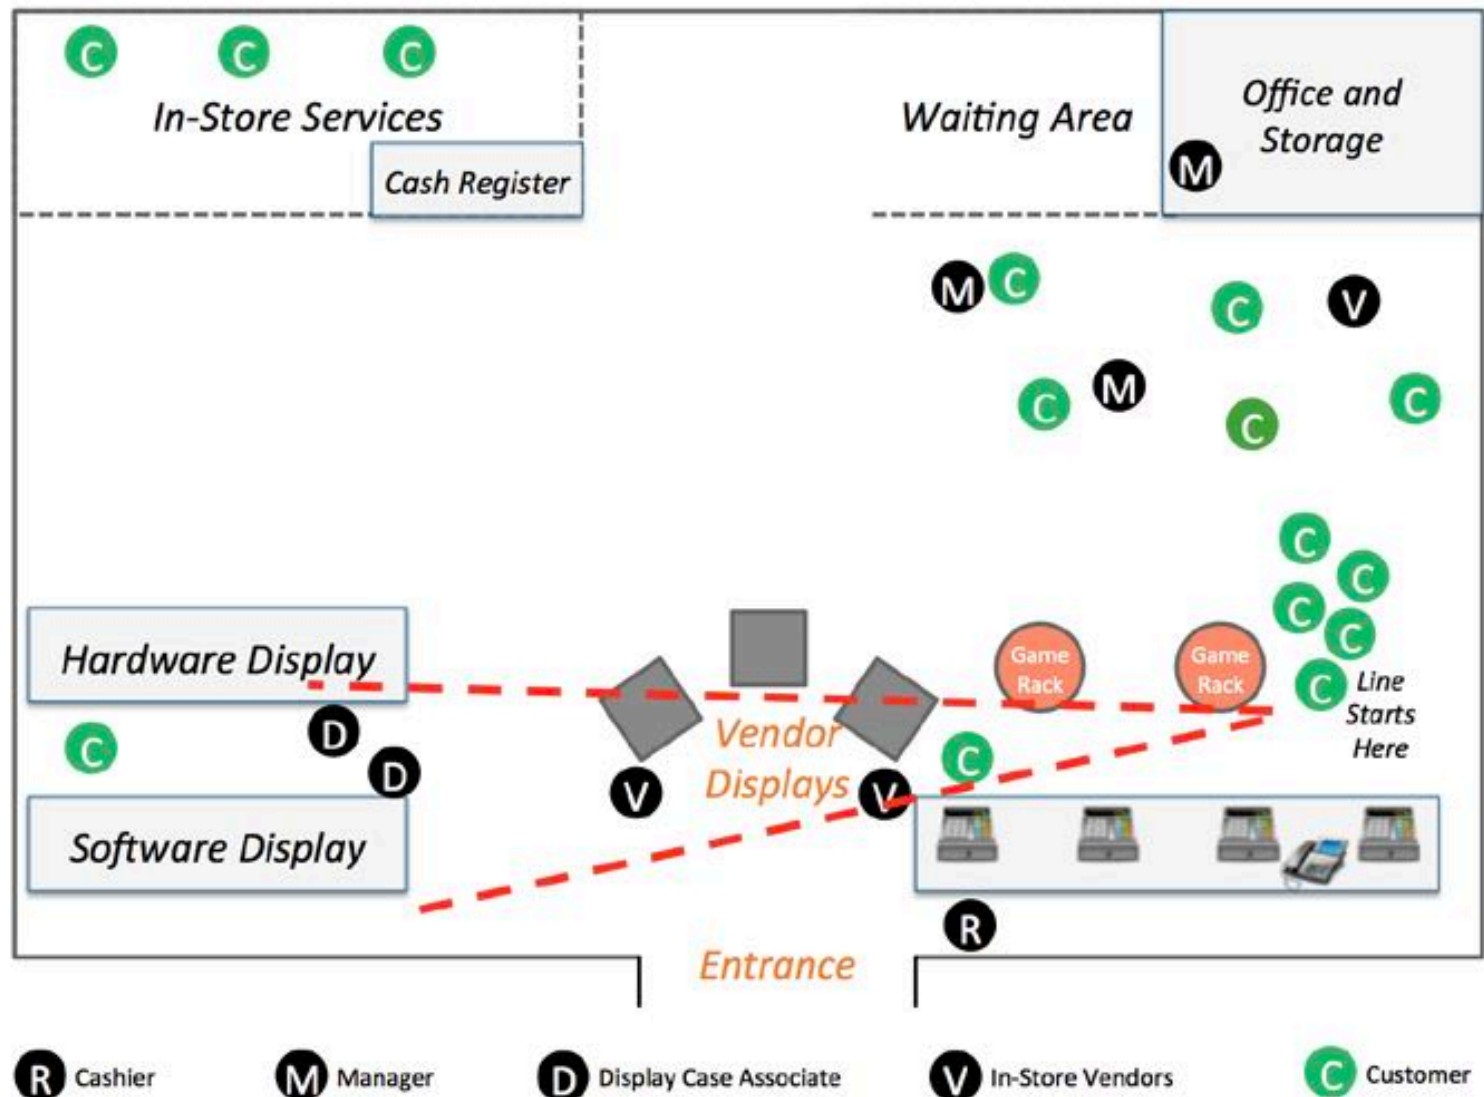 C C C
In-Store Services
Cash Register
Waiting Area
Office and
Storage
M
M C
C
V
C
M
C
C
C
C
C
C
C
Line
Starts
Here
Hardware Display
D
D
C
Software Display
Game
Rack
Game
Rack
Vendor
Displays
V
V
C
R
Entrance
R Cashier
M Manager
D Display Case Associate
V In-Store Vendors
C Customer